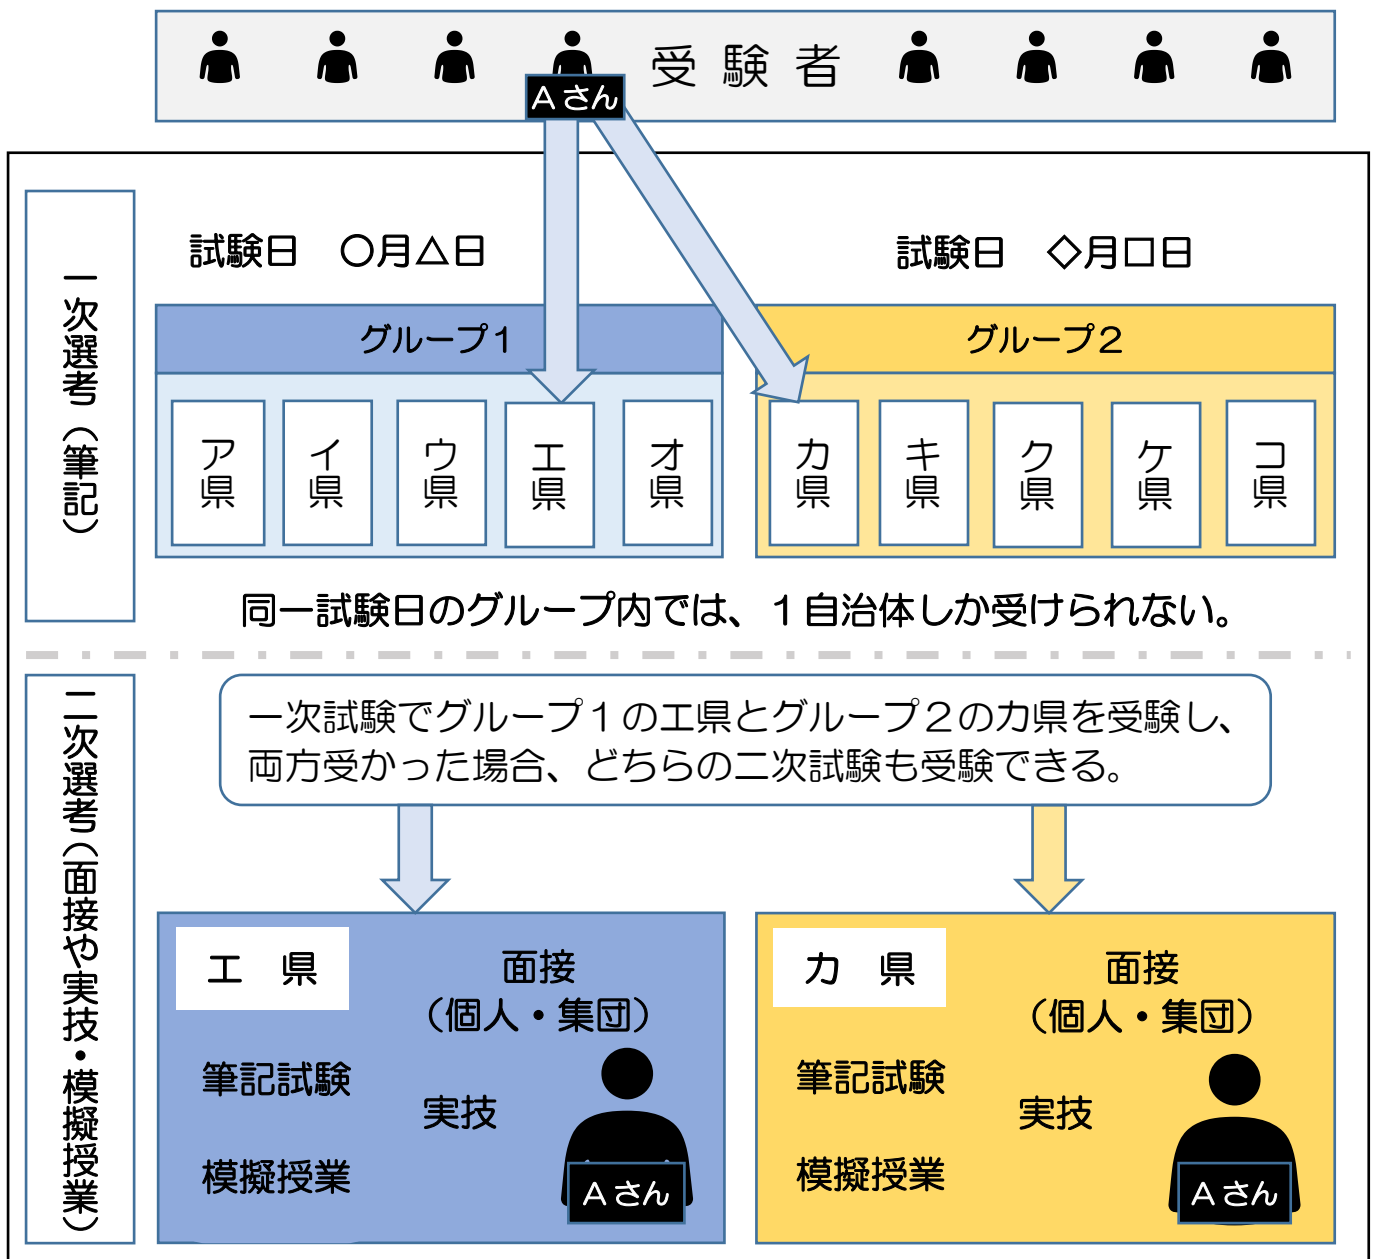 受験者
Aさん
一次選考（筆記）
試験日　〇月△日
試験日　◇月□日
グループ１
グループ２
ア県
イ県
ウ県
エ県
オ県
カ県
キ県
ク県
ケ県
コ県
同一試験日のグループ内では、１自治体しか受けられない。
二次選考（面接や実技・模擬授業）
一次試験でグループ１のエ県とグループ２のカ県を受験し、
両方受かった場合、どちらの二次試験も受験できる。
エ　県
面接
（個人・集団）
筆記試験
実技
模擬授業
Aさん
カ　県
面接
（個人・集団）
筆記試験
実技
模擬授業
Aさん